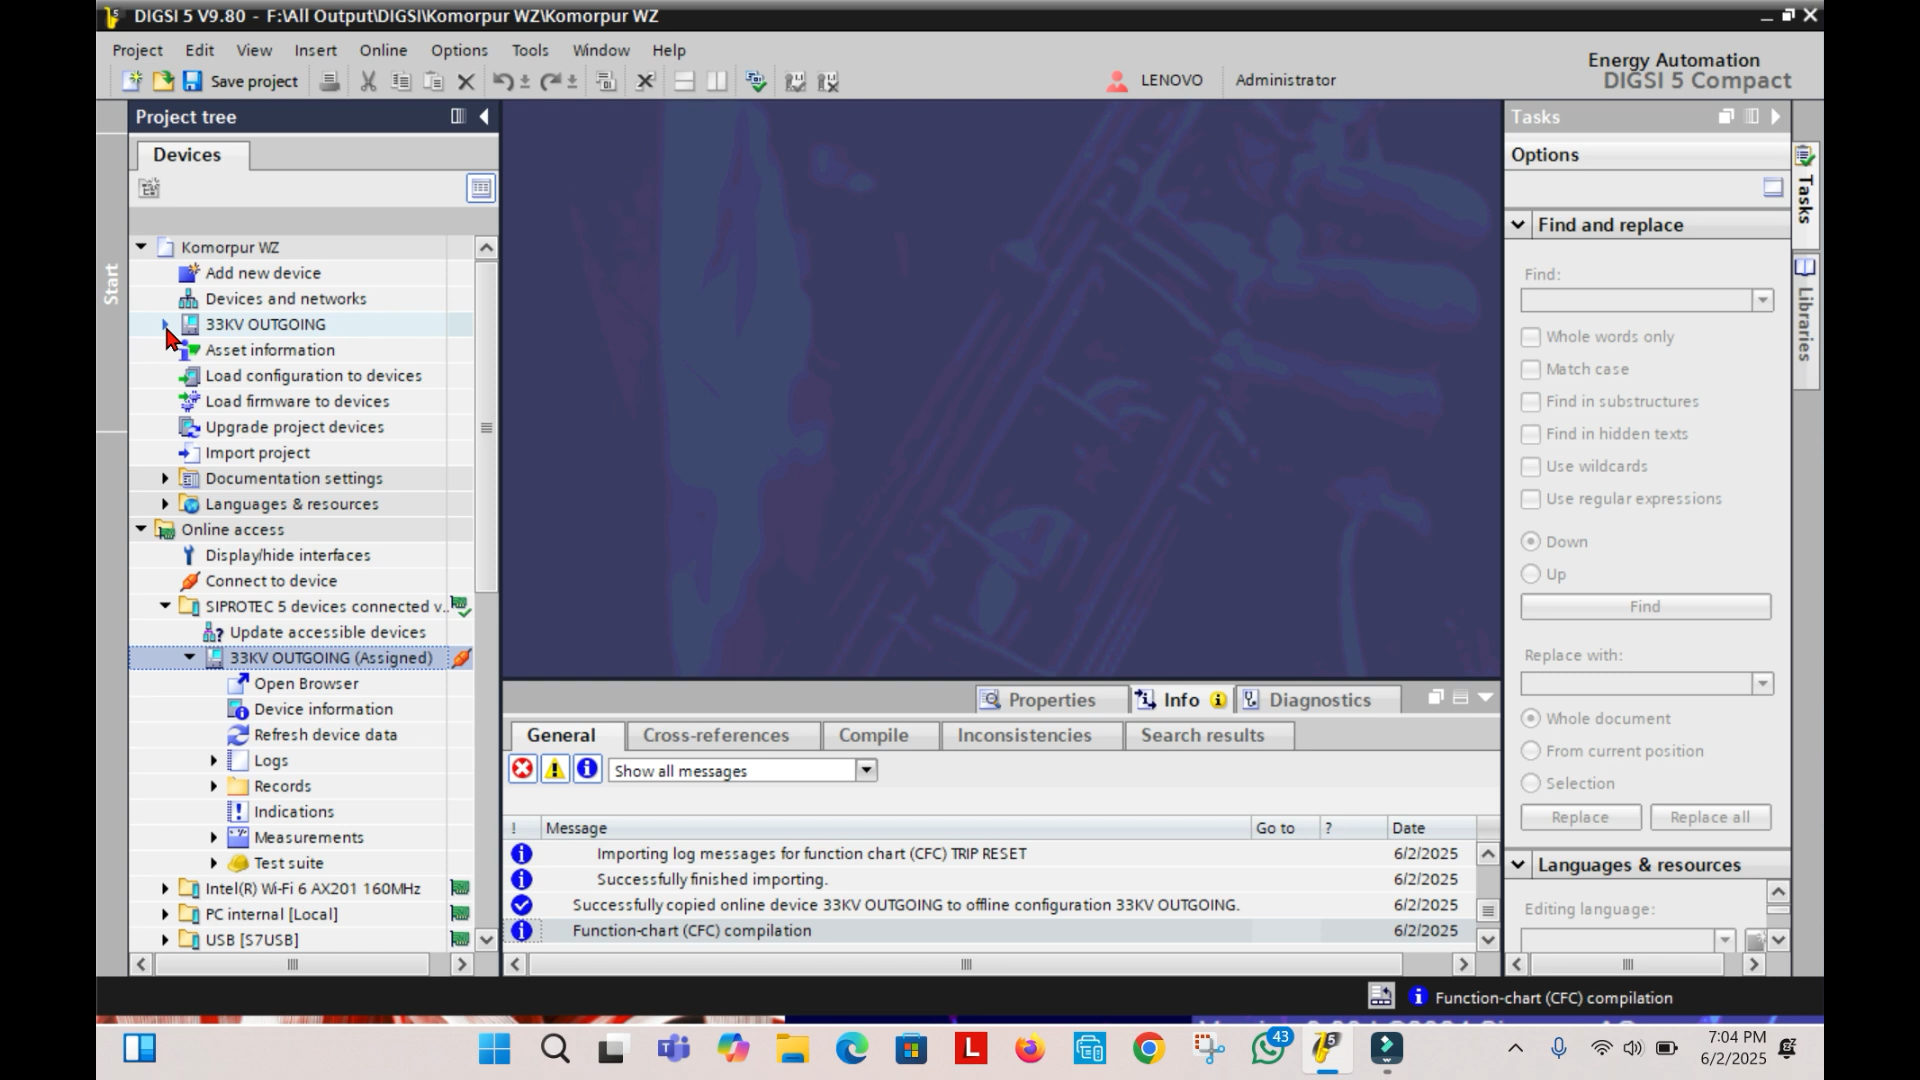 DIGSI 5 V9.80 - F:\All Output\DIGSI\Komorpur WZ\Komorpur WZ
Project Edit View Insert Online Options Tools Window Help
Energy Automation
DIGSI 5 Compact
Save project
LENOVO
Administrator
Project tree
Devices
Start
Komorpur WZ
Add new device
Devices and networks
33KV OUTGOING
Asset information
Load configuration to devices
Load firmware to devices
Upgrade project devices
Import project
Documentation settings
Languages & resources
Online access
Display/hide interfaces
Connect to device
SIPROTEC 5 devices connected v..
Update accessible devices
33KV OUTGOING (Assigned)
Open Browser
Device information
Refresh device data
Logs
Records
Indications
Measurements
Test suite
Intel(R) Wi-Fi 6 AX201 160MHz
PC internal [Local]
USB [S7USB]
Properties
Info
Diagnostics
General
Cross-references
Compile
Inconsistencies
Search results
Show all messages
! Message Go to ? Date
Importing log messages for function chart (CFC) TRIP RESET 6/2/2025
Successfully finished importing. 6/2/2025
Successfully copied online device 33KV OUTGOING to offline configuration 33KV OUTGOING. 6/2/2025
Function-chart (CFC) compilation 6/2/2025
Tasks
Options
Find and replace
Find:
Whole words only
Match case
Find in substructures
Find in hidden texts
Use wildcards
Use regular expressions
Down
Up
Find
Replace with:
Whole document
From current position
Selection
Replace
Replace all
Languages & resources
Editing language:
Tasks
Libraries
Function-chart (CFC) compilation
43
7:04 PM
6/2/2025